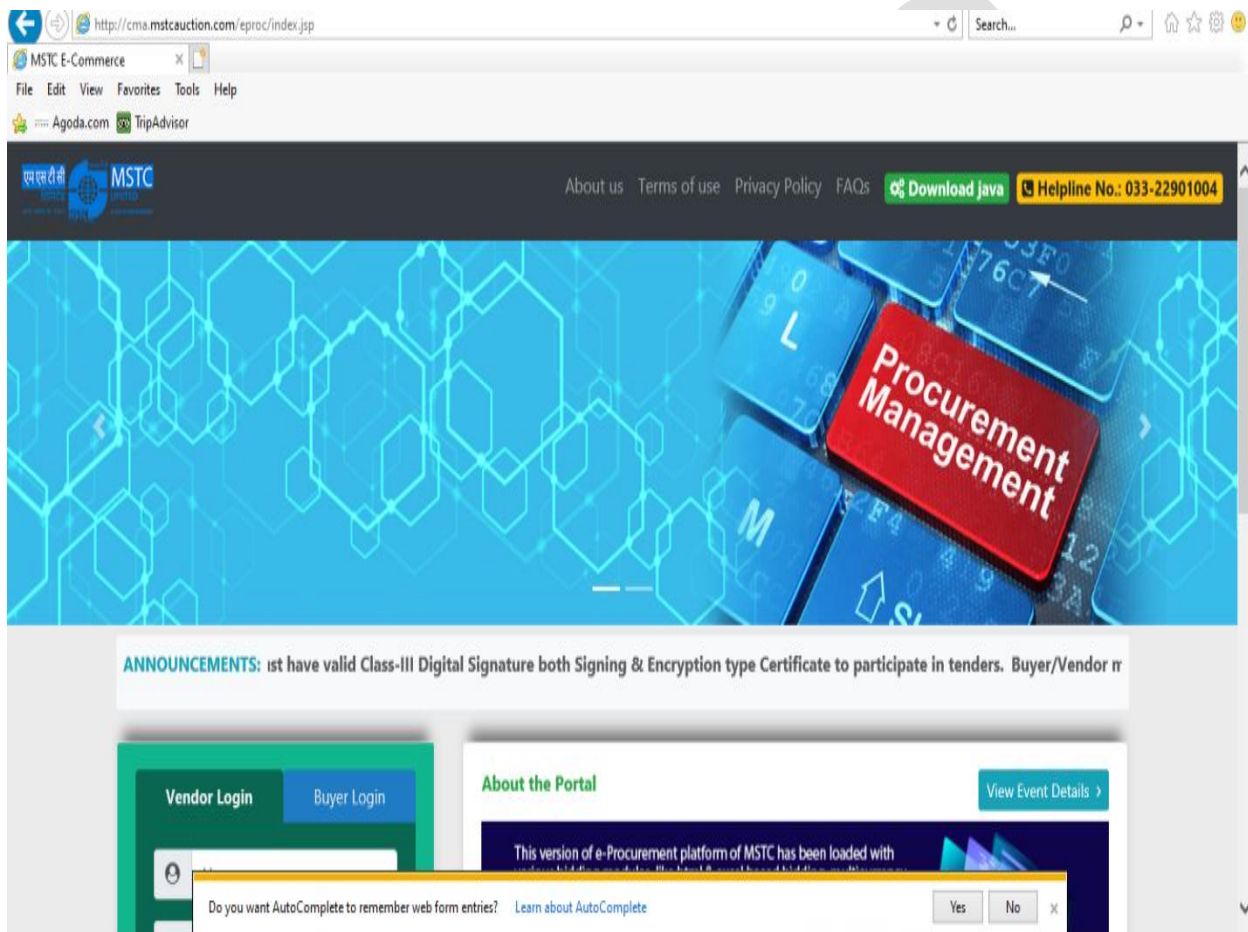 http://cma.mstcauction.com/eproc/index.jsp
Search...
MSTC E-Commerce
File Edit View Favorites Tools Help
Agoda.com TripAdvisor
एम एस टी सी MSTC
About us Terms of use Privacy Policy FAQs Download java Helpline No.: 033-22901004
Procurement
Management
L
M
ANNOUNCEMENTS: ust have valid Class-III Digital Signature both Signing & Encryption type Certificate to participate in tenders. Buyer/Vendor m
Vendor Login Buyer Login
About the Portal
View Event Details
This version of e-Procurement platform of MSTC has been loaded with
Do you want AutoComplete to remember web form entries? Learn about AutoComplete Yes No